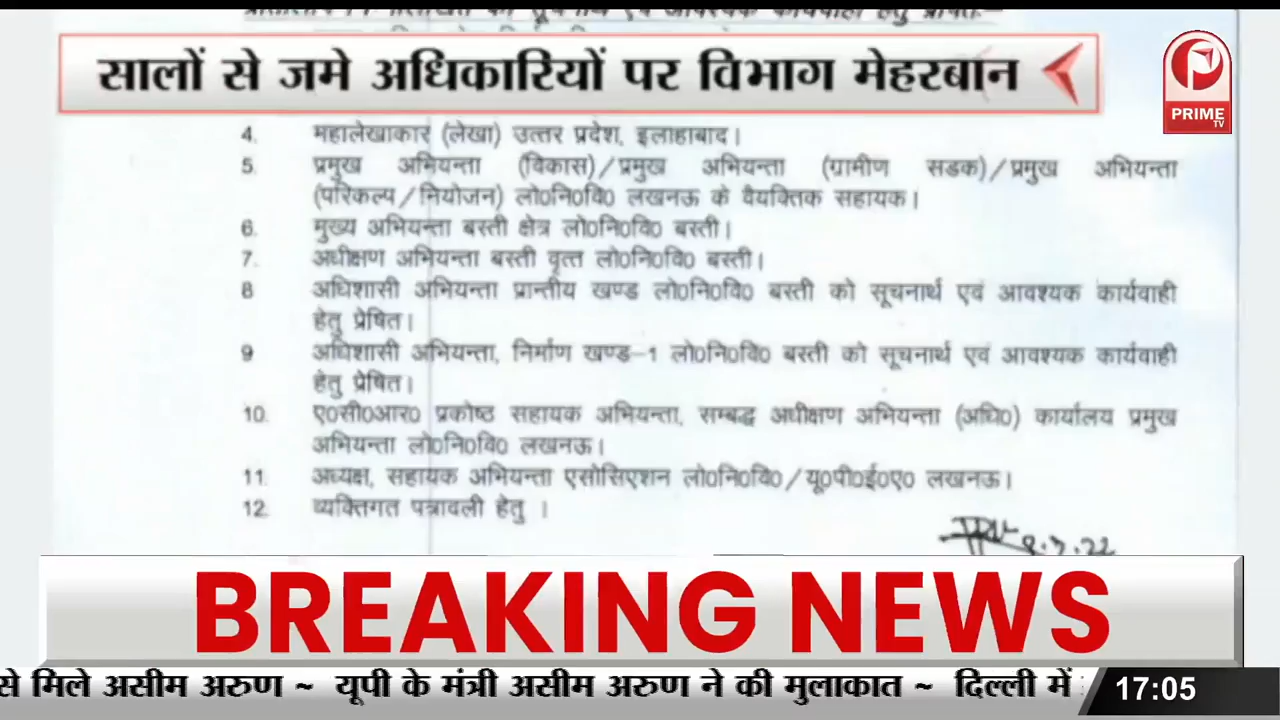 सालों से जमे अधिकारियों पर विभाग मेहरबान
PRIME
TV
4. महालेखाकार (लेखा) उत्तर प्रदेश, इलाहाबाद।
5. प्रमुख अभियन्ता (विकास)/प्रमुख अभियन्ता (ग्रामीण सडक)/प्रमुख अभियन्ता
(परिकल्प/नियोजन) लो0नि0वि0 लखनऊ के वैयक्तिक सहायक।
6. मुख्य अभियन्ता बस्ती क्षेत्र लो0नि0वि0 बस्ती।
7. अधीक्षण अभियन्ता बस्ती वृत्त लो0नि0वि0 बस्ती।
8 अधिशासी अभियन्ता प्रान्तीय खण्ड लो0नि0वि0 बस्ती को सूचनार्थ एवं आवश्यक कार्यवाही
हेतु प्रेषित।
9 अधिशासी अभियन्ता, निर्माण खण्ड-1 लो0नि0वि0 बस्ती को सूचनार्थ एवं आवश्यक कार्यवाही
हेतु प्रेषित।
10. ए0सी0आर0 प्रकोष्ठ सहायक अभियन्ता, सम्बद्ध अधीक्षण अभियन्ता (अधि0) कार्यालय प्रमुख
अभियन्ता लो0नि0वि0 लखनऊ।
11. अध्यक्ष, सहायक अभियन्ता एसोसिएशन लो0नि0वि0/यू0पी0ई0ए0 लखनऊ।
12. व्यक्तिगत पत्रावली हेतु ।
BREAKING NEWS
से मिले असीम अरुण ~ यूपी के मंत्री असीम अरुण ने की मुलाकात ~ दिल्ली में
17:05